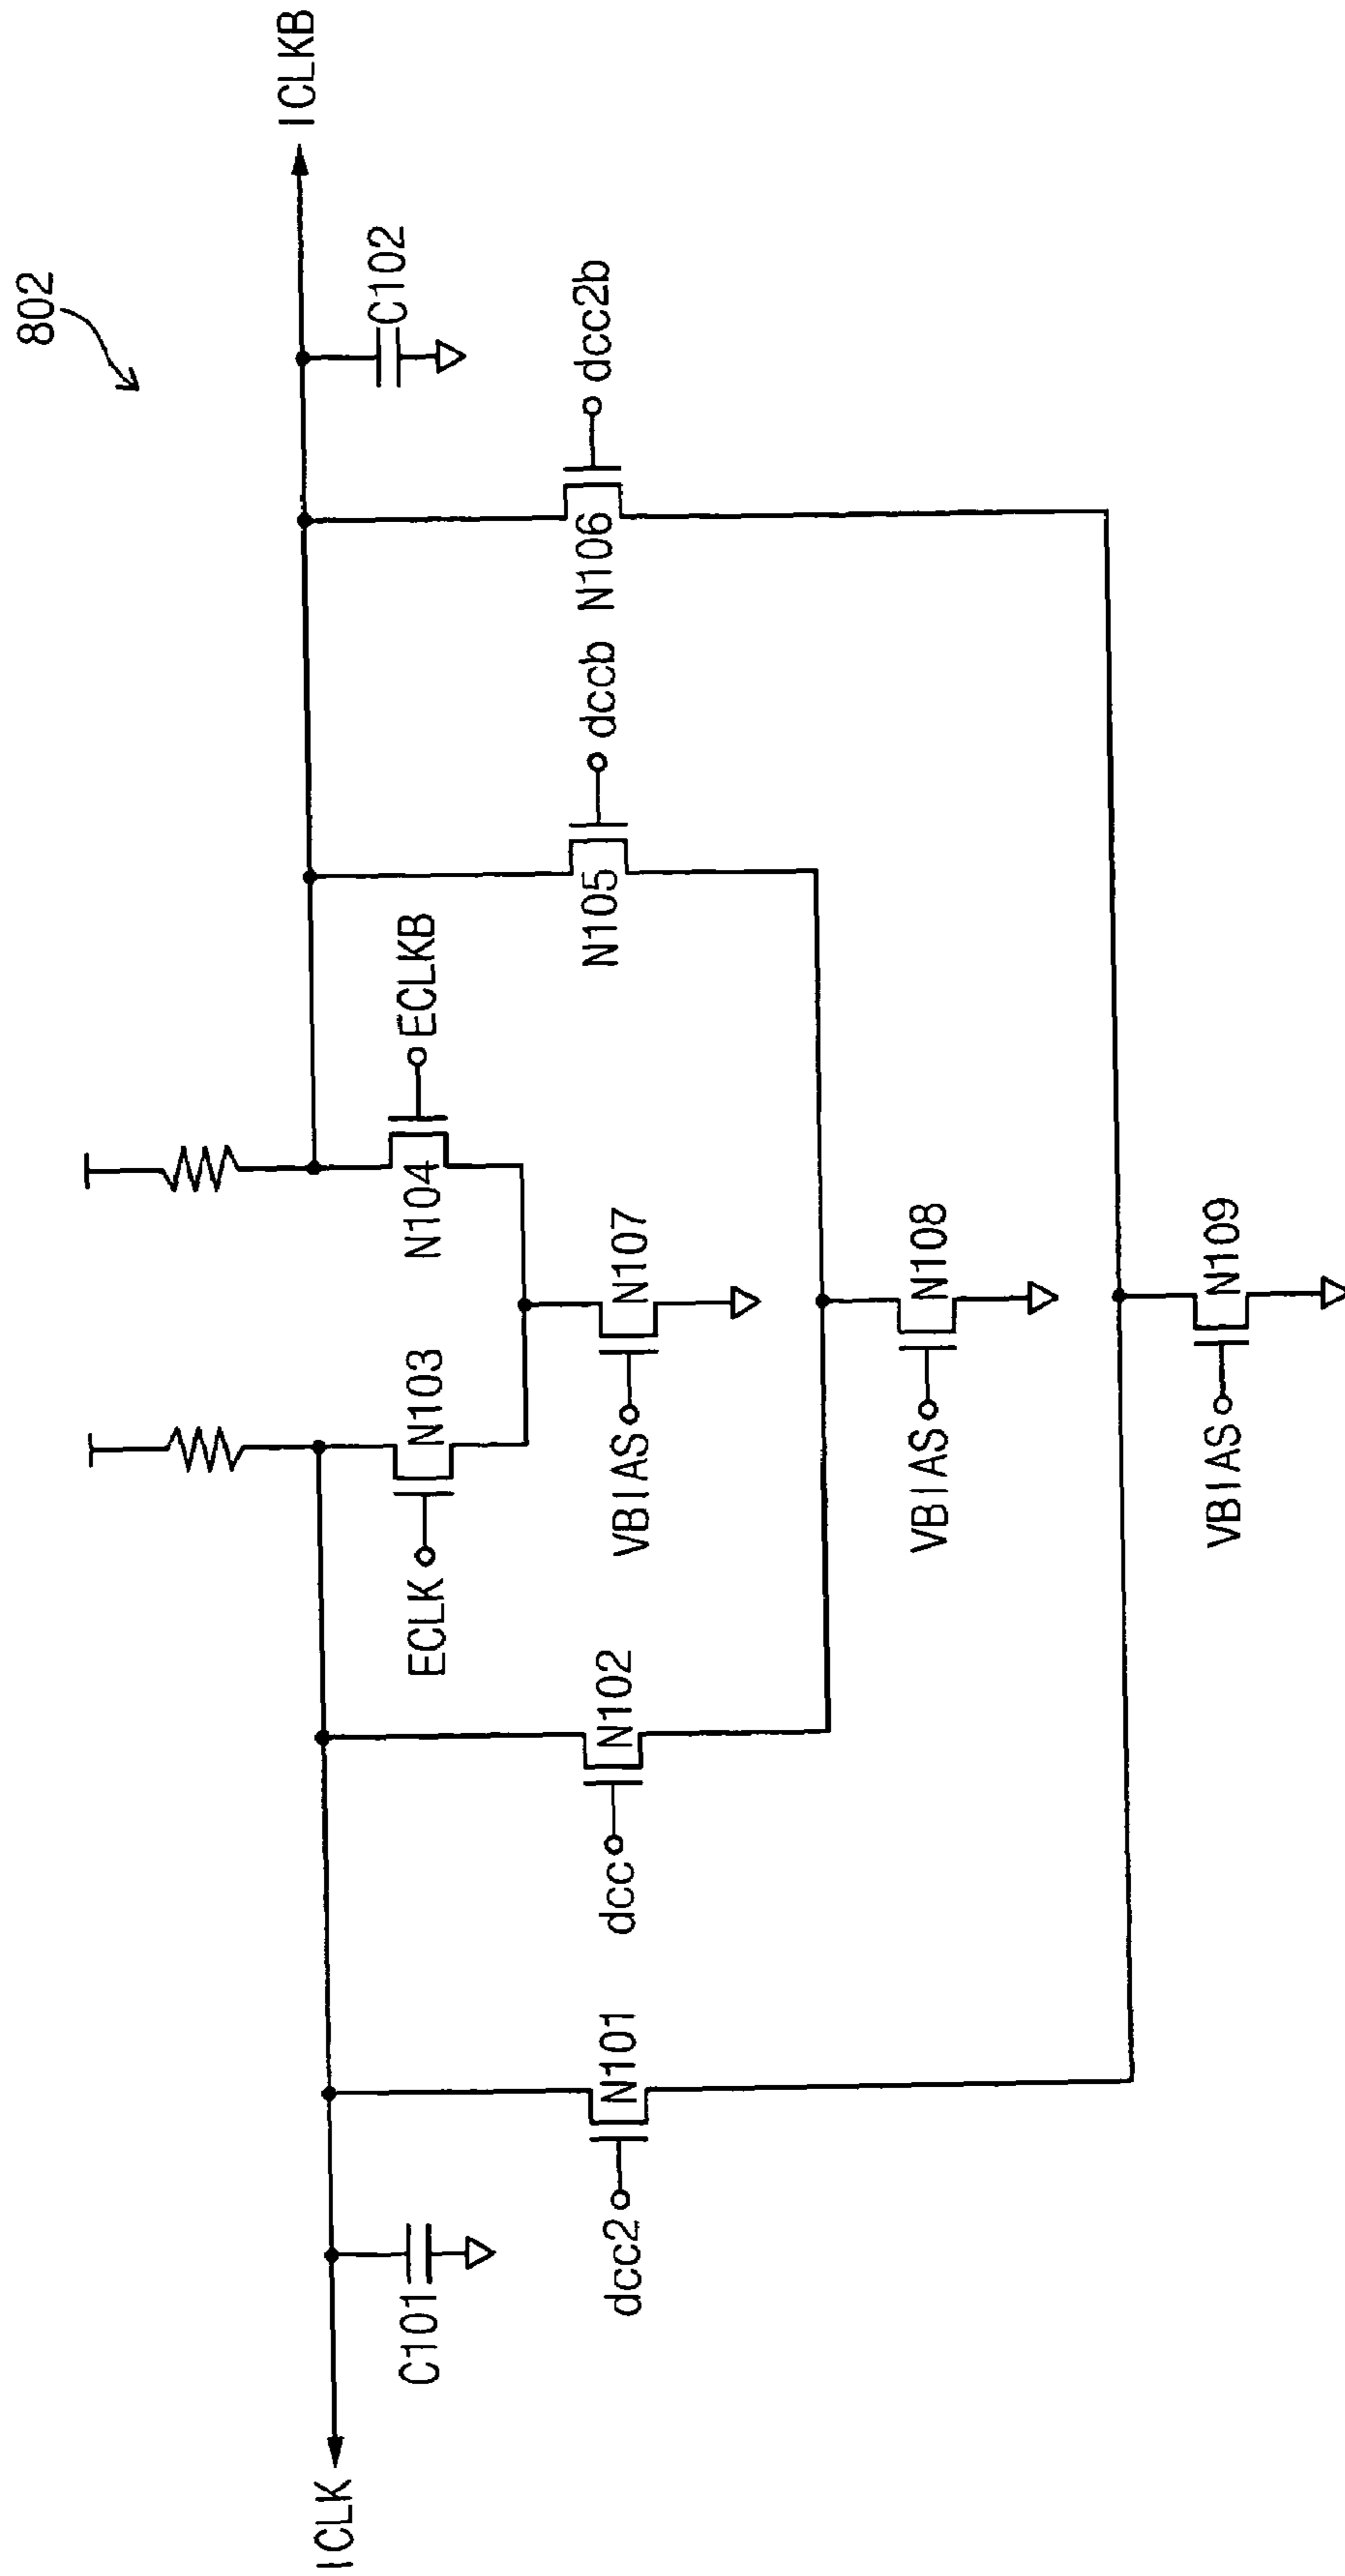 802
ICLK
ICLKB
C101
C102
ECLK
N103
N104
ECLKB
dcc2
N101
dcc
N102
VBIAS
N107
N105
dccb
N106
dcc2b
VBIAS
N108
VBIAS
N109